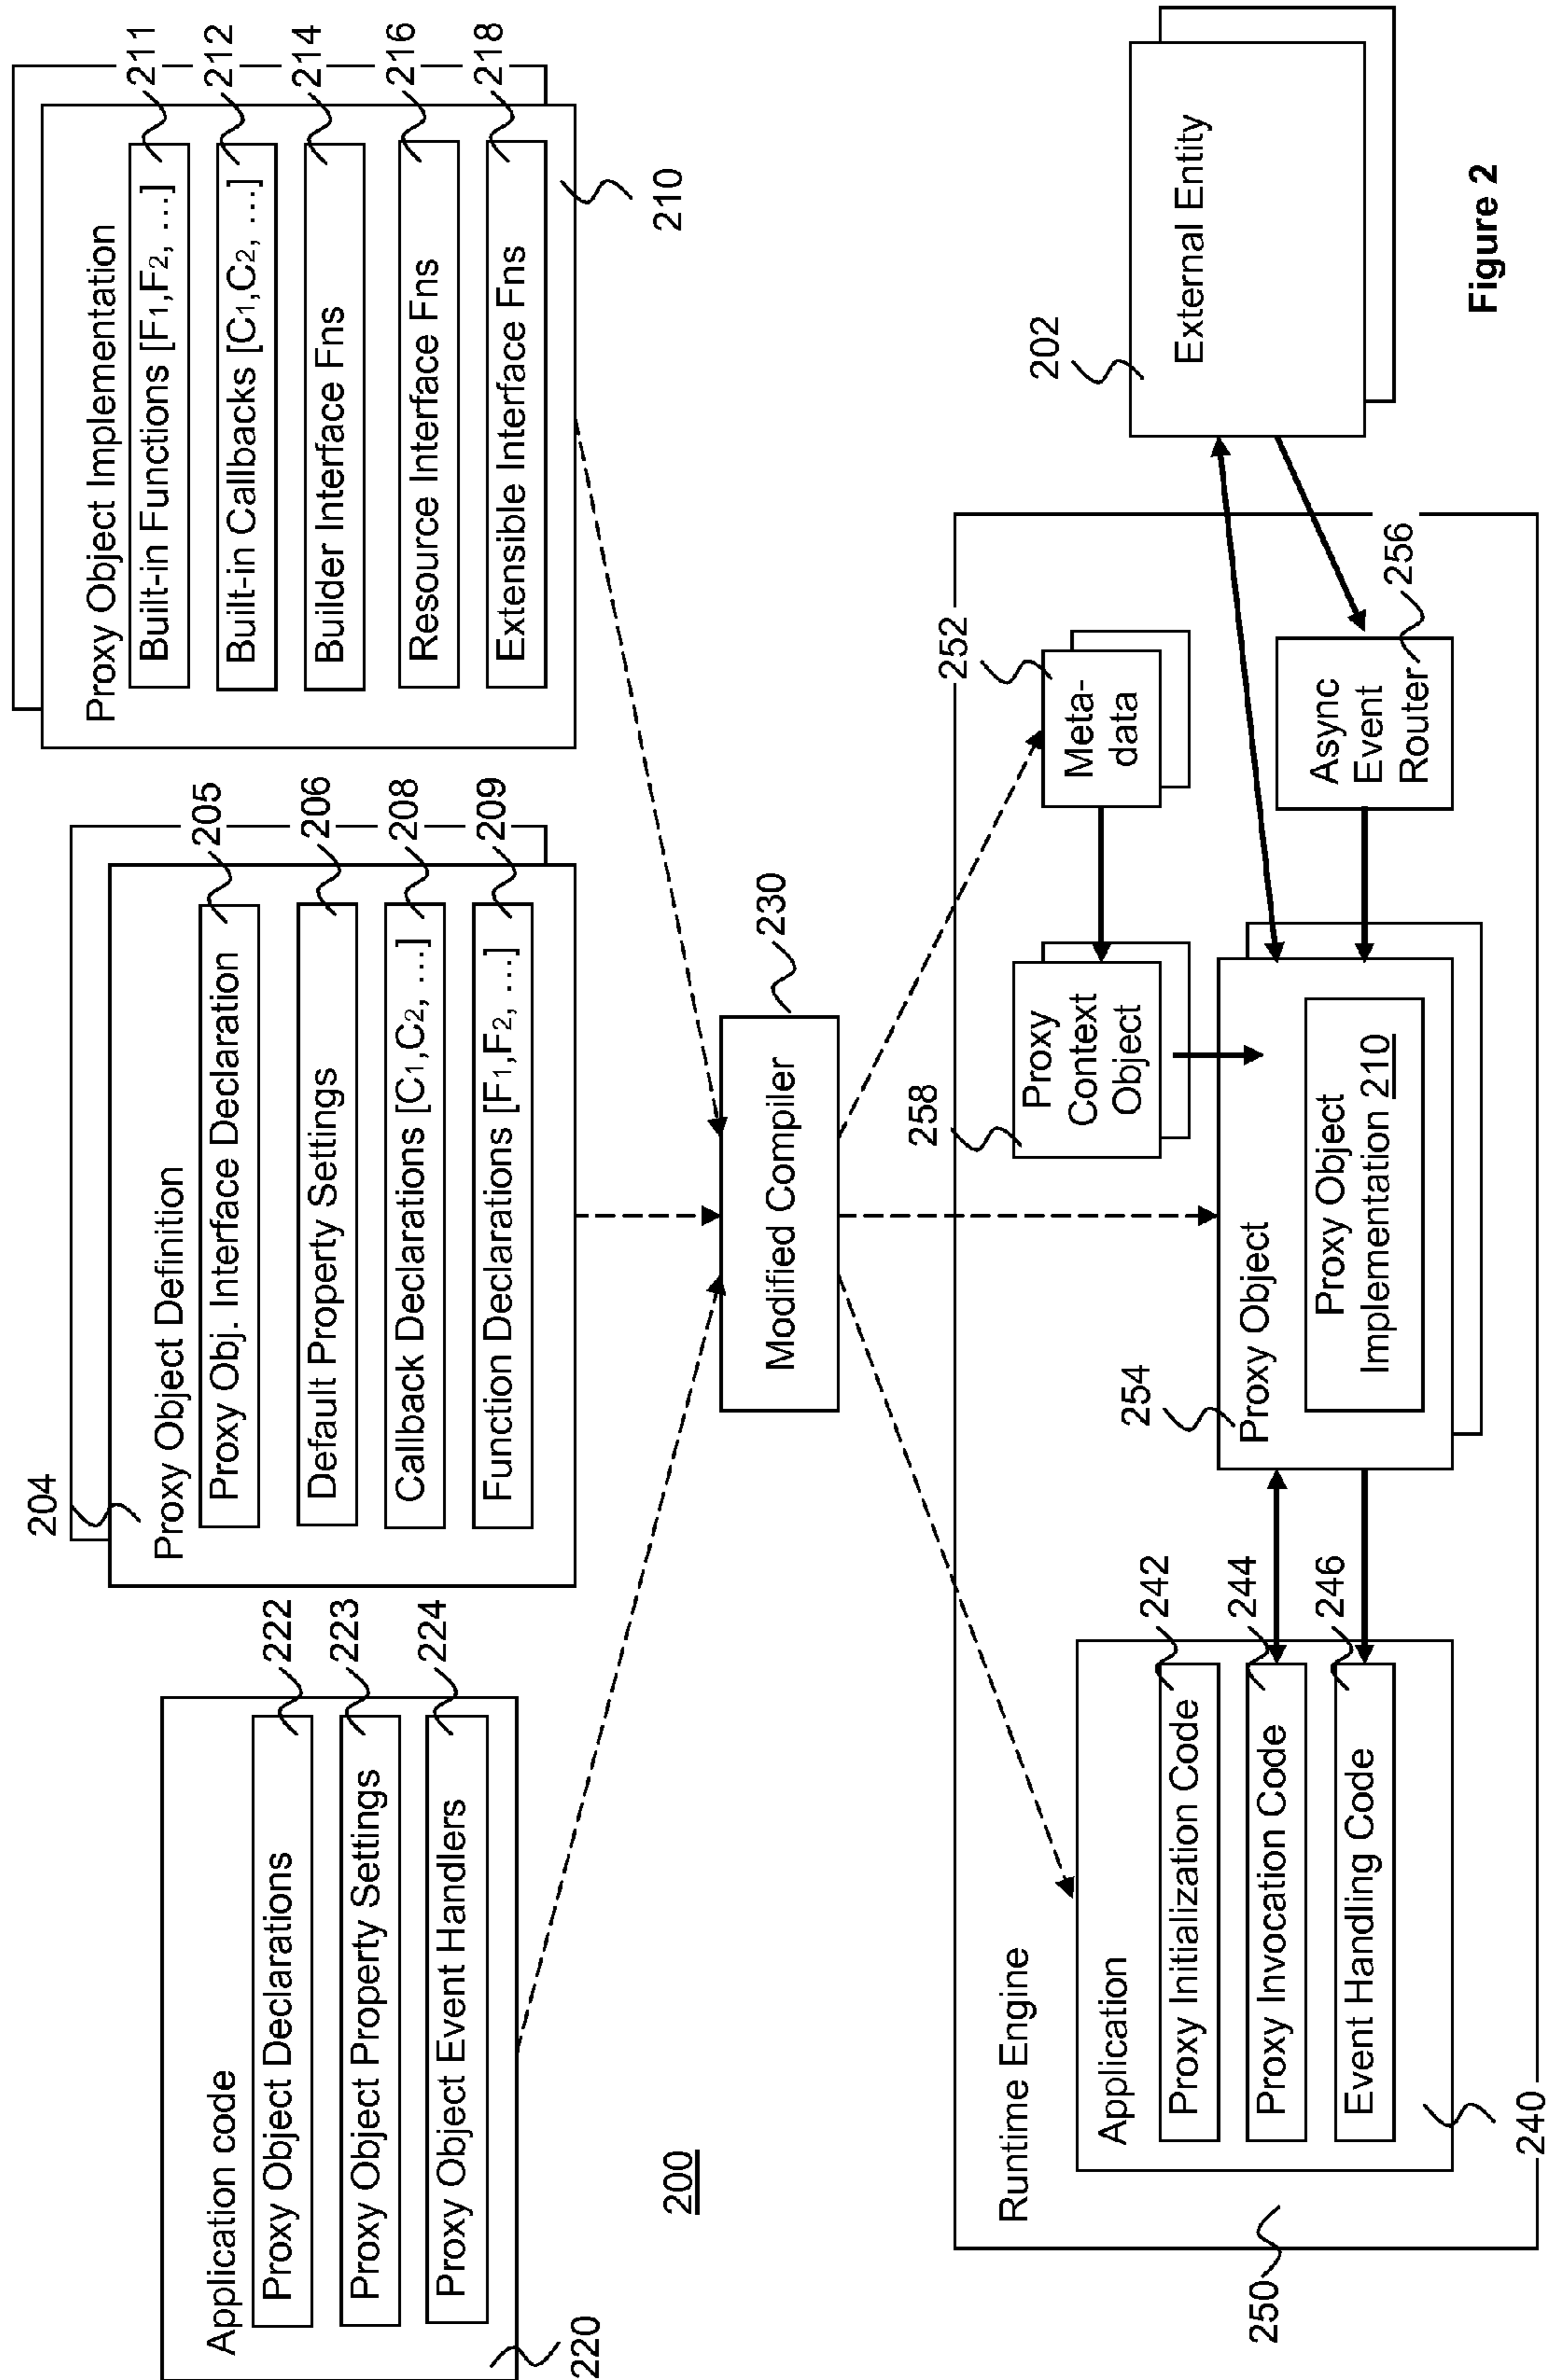 Application code
Proxy Object Declarations
222
Proxy Object Property Settings
223
Proxy Object Event Handlers
224
220
204
Proxy Object Definition
Proxy Obj. Interface Declaration
205
Default Property Settings
206
Callback Declarations [C1,C2, …]
208
Function Declarations [F1,F2, …]
209
Proxy Object Implementation
Built-in Functions [F1,F2, …]
211
Built-in Callbacks [C1,C2, …]
212
Builder Interface Fns
214
Resource Interface Fns
216
Extensible Interface Fns
218
210
200
Modified Compiler
230
Runtime Engine
250
Application
Proxy Initialization Code
242
Proxy Invocation Code
244
Event Handling Code
246
240
258
Proxy
Context
Object
252
Meta-
data
254
Proxy Object
Proxy Object
Implementation 210
Async
Event
Router
256
202
External Entity
Figure 2